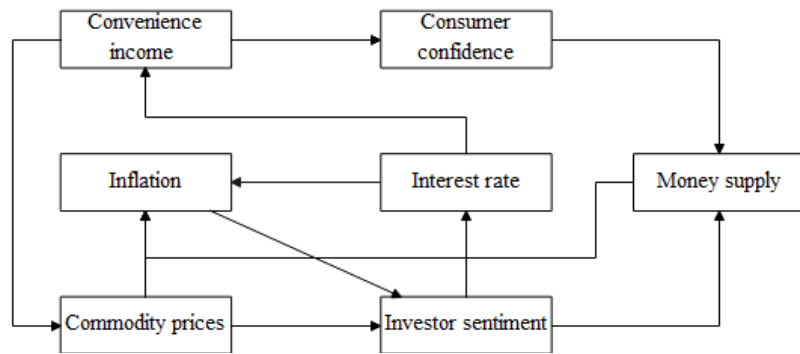 Convenience
income
Consumer
confidence
Inflation
Interest rate
Money supply
Commodity prices
Investor sentiment